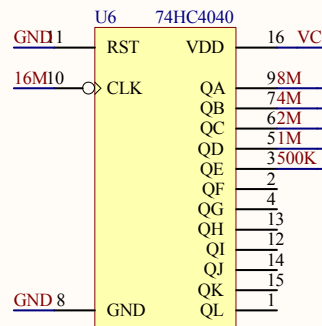 U6 74HC4040
GND 11 RST VDD 16 VC
16M 10 CLK QA 9 8M
QB 7 4M
QC 6 2M
QD 5 1M
QE 3 500K
QF 2
QG 4
QH 13
QI 12
QJ 14
QK 15
GND 8 GND QL 1